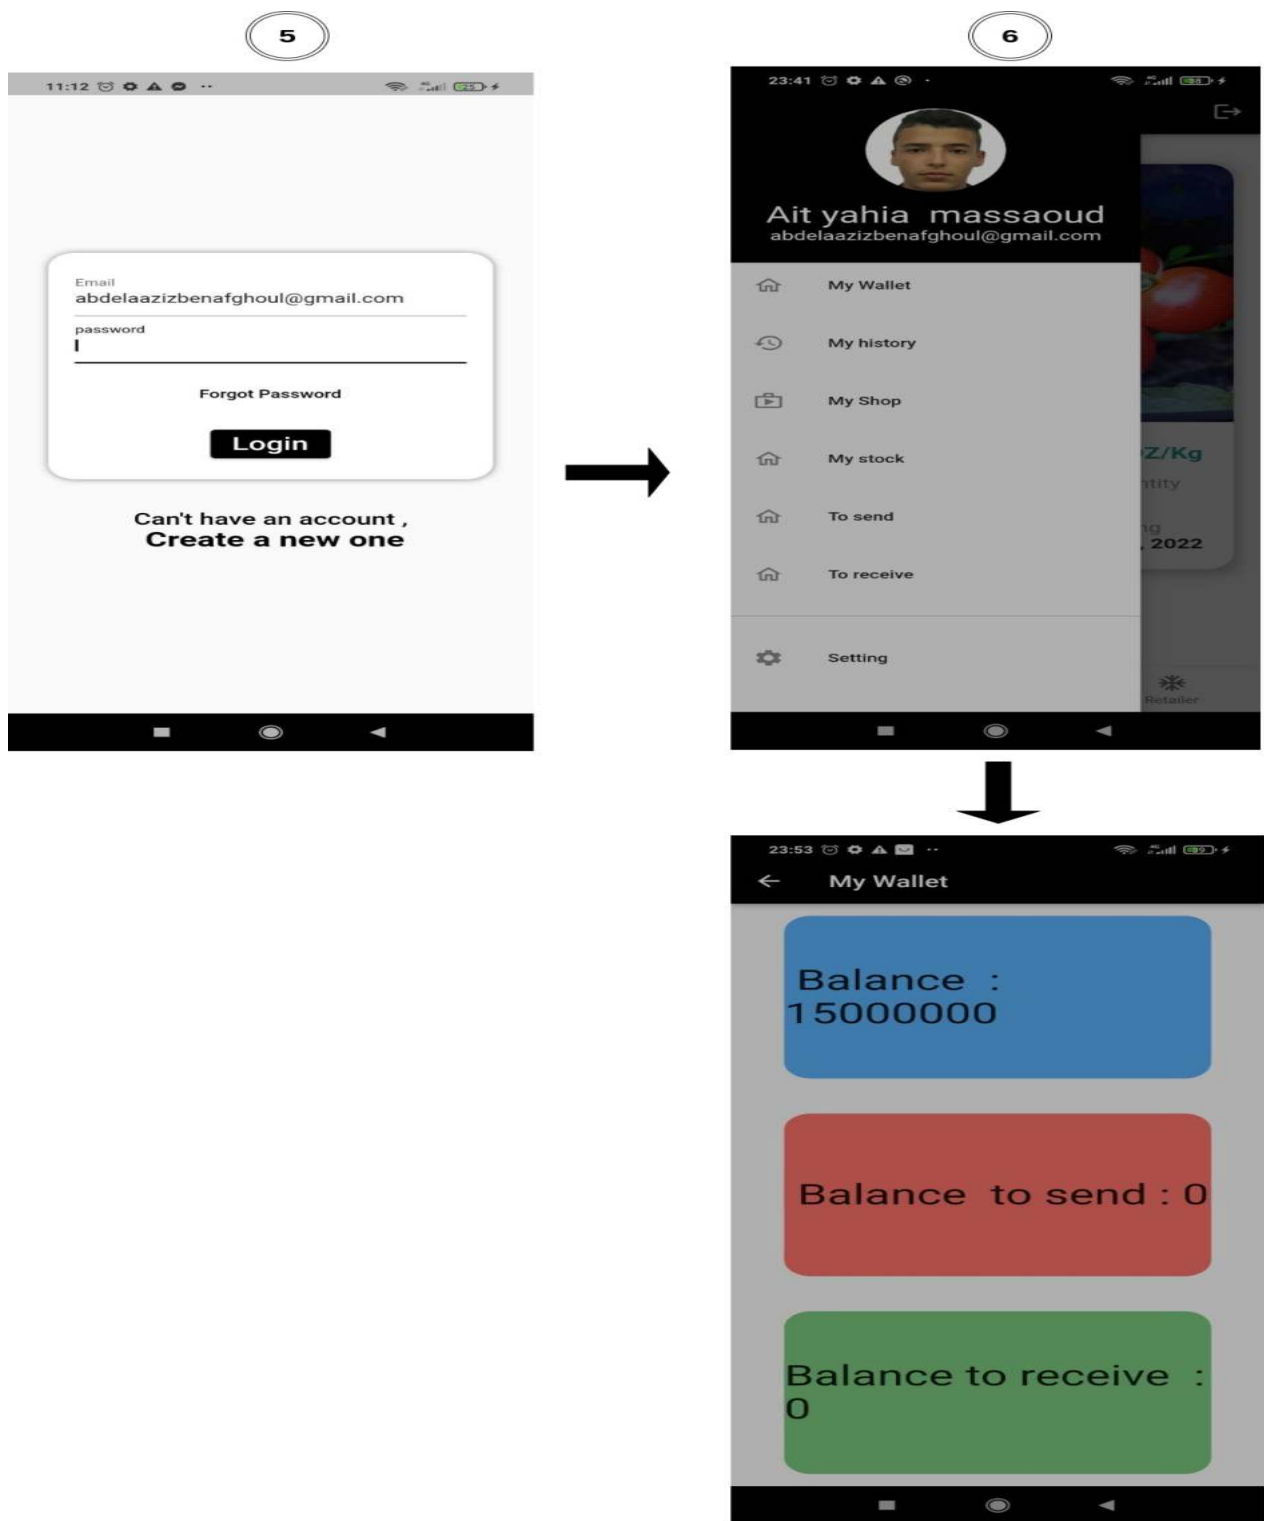 5
11:12
Email
abdelaazizbenafghoul@gmail.com
password
Forgot Password
Login
Can't have an account ,
Create a new one
6
23:41
Ait yahia massaoud
abdelaazizbenafghoul@gmail.com
My Wallet
My history
My Shop
My stock
To send
To receive
Setting
Z/Kg
ntity
ng
, 2022
Retailer
23:53
My Wallet
Balance :
15000000
Balance to send : 0
Balance to receive :
0